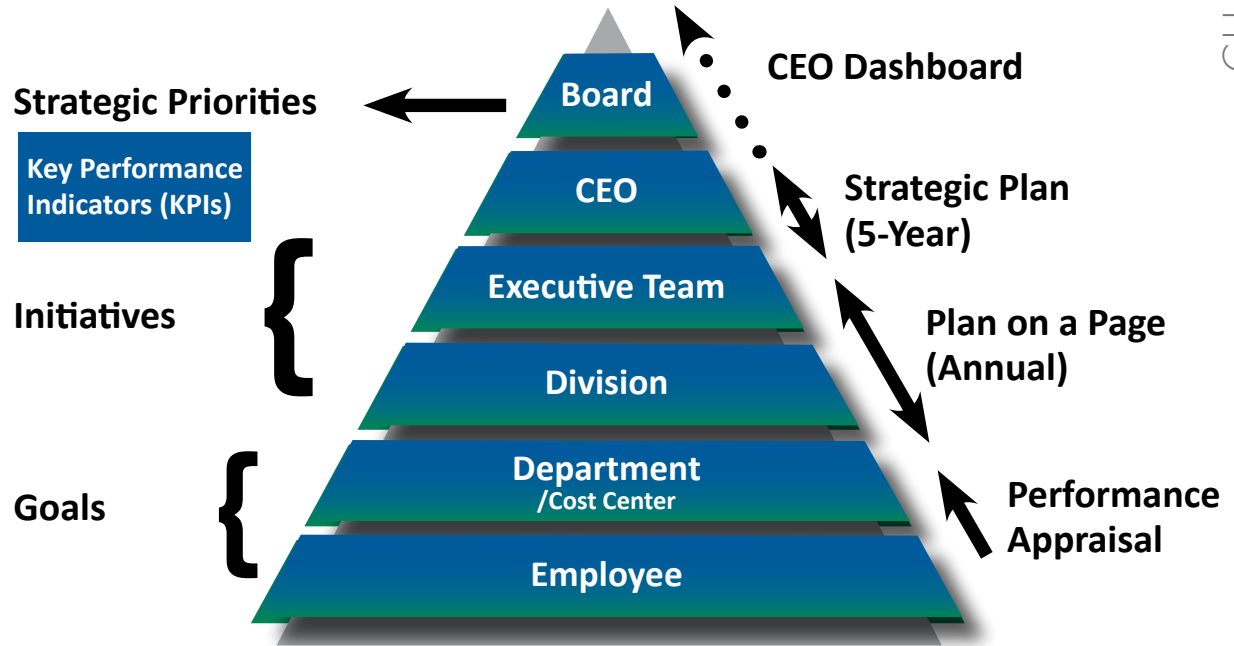 CEO Dashboard
Board
Strategic Priorities
Key Performance
Indicators (KPIs)
CEO
Strategic Plan
(5-Year)
Executive Team
Initiatives
Plan on a Page
(Annual)
Division
Department
/Cost Center
Goals
Performance
Appraisal
Employee